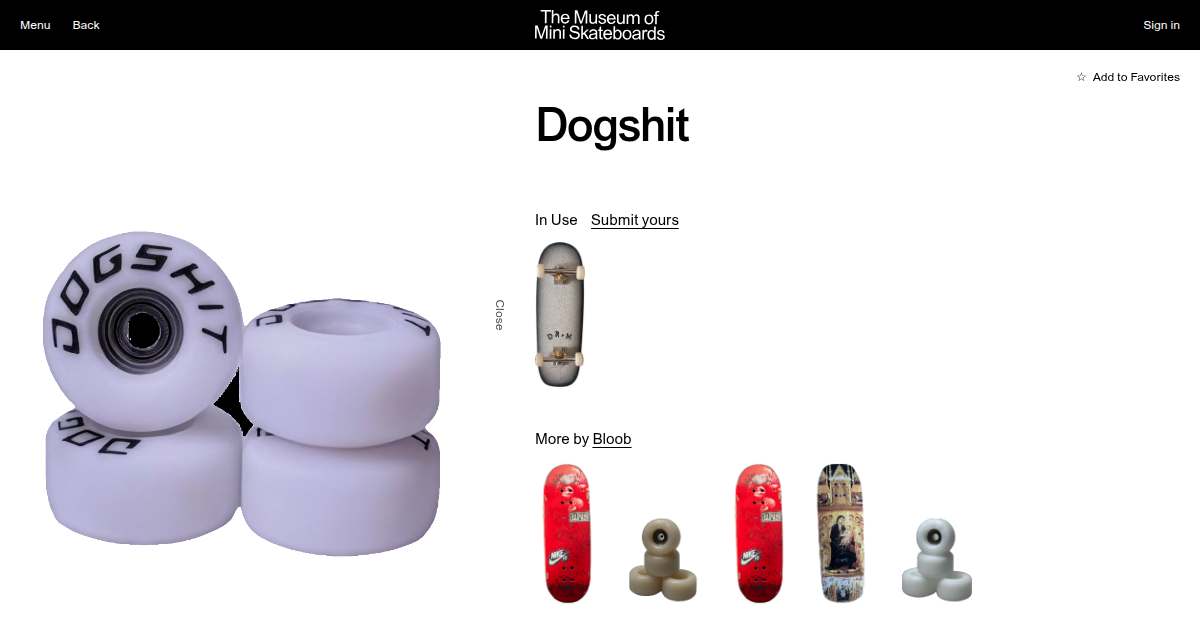 Menu
Back
The Museum of
Mini Skateboards
Sign in
☆ Add to Favorites
Dogshit
In Use
Submit yours
DOGSHIT
Close
More by Bloob